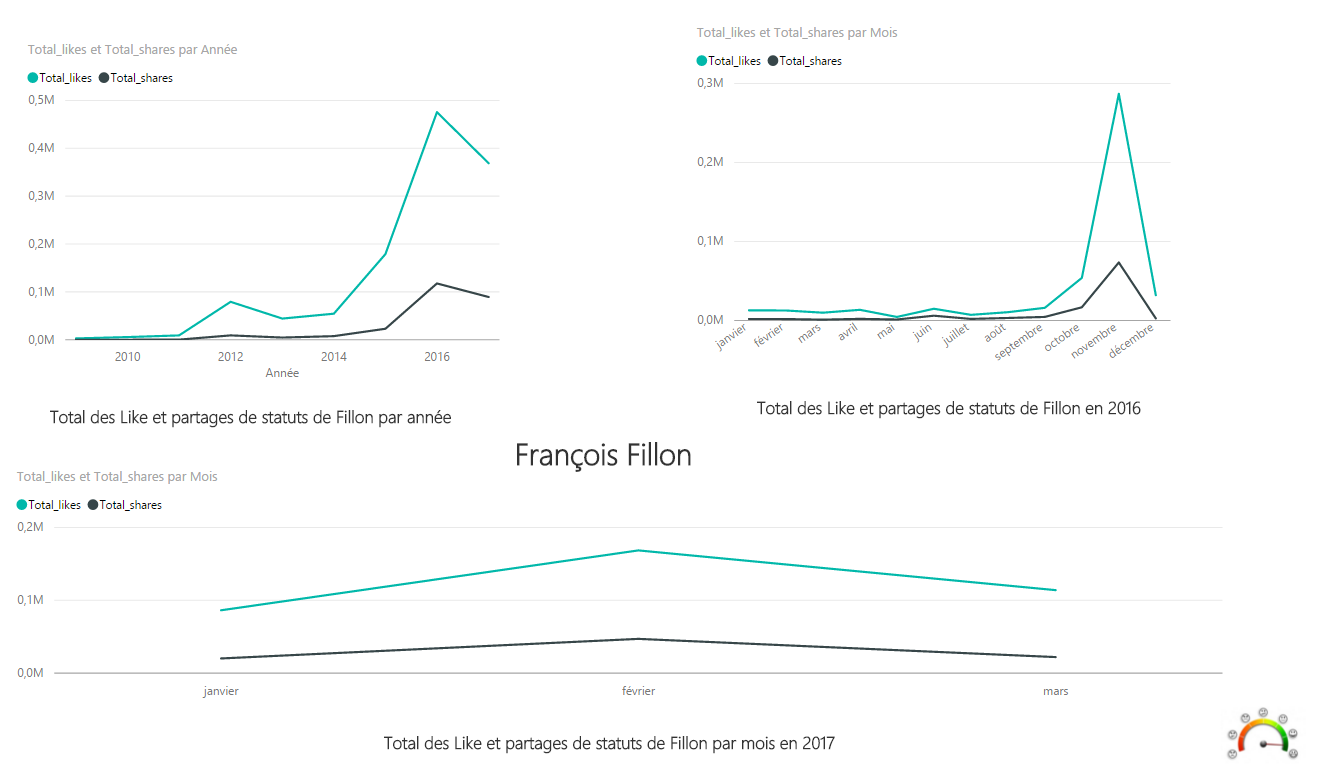 Total_likes et Total_shares par Année
Total_likes Total_shares
0,5M
0,4M
0,3M
0,2M
0,1M
0,0M
2010 2012 2014 2016
Année
Total des Like et partages de statuts de Fillon par année
Total_likes et Total_shares par Mois
Total_likes Total_shares
0,3M
0,2M
0,1M
0,0M
janvier février mars avril mai juin juillet août septembre octobre novembre décembre
Total des Like et partages de statuts de Fillon en 2016
François Fillon
Total_likes et Total_shares par Mois
Total_likes Total_shares
0,2M
0,1M
0,0M
janvier février mars
Total des Like et partages de statuts de Fillon par mois en 2017